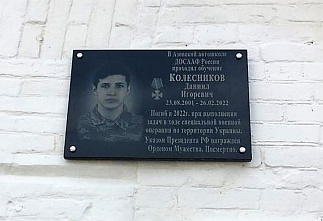 В Азовской автошколе
ДОСААФ России
проходил обучение
КОЛЕСНИКОВ
Даниил
Игоревич
23.08.2001 - 26.02.2022
Погиб в 2022г. при выполнении
задач в ходе специальной военной
операции на территории Украины.
Указом Президента РФ награжден
Орденом Мужества. Посмертно.